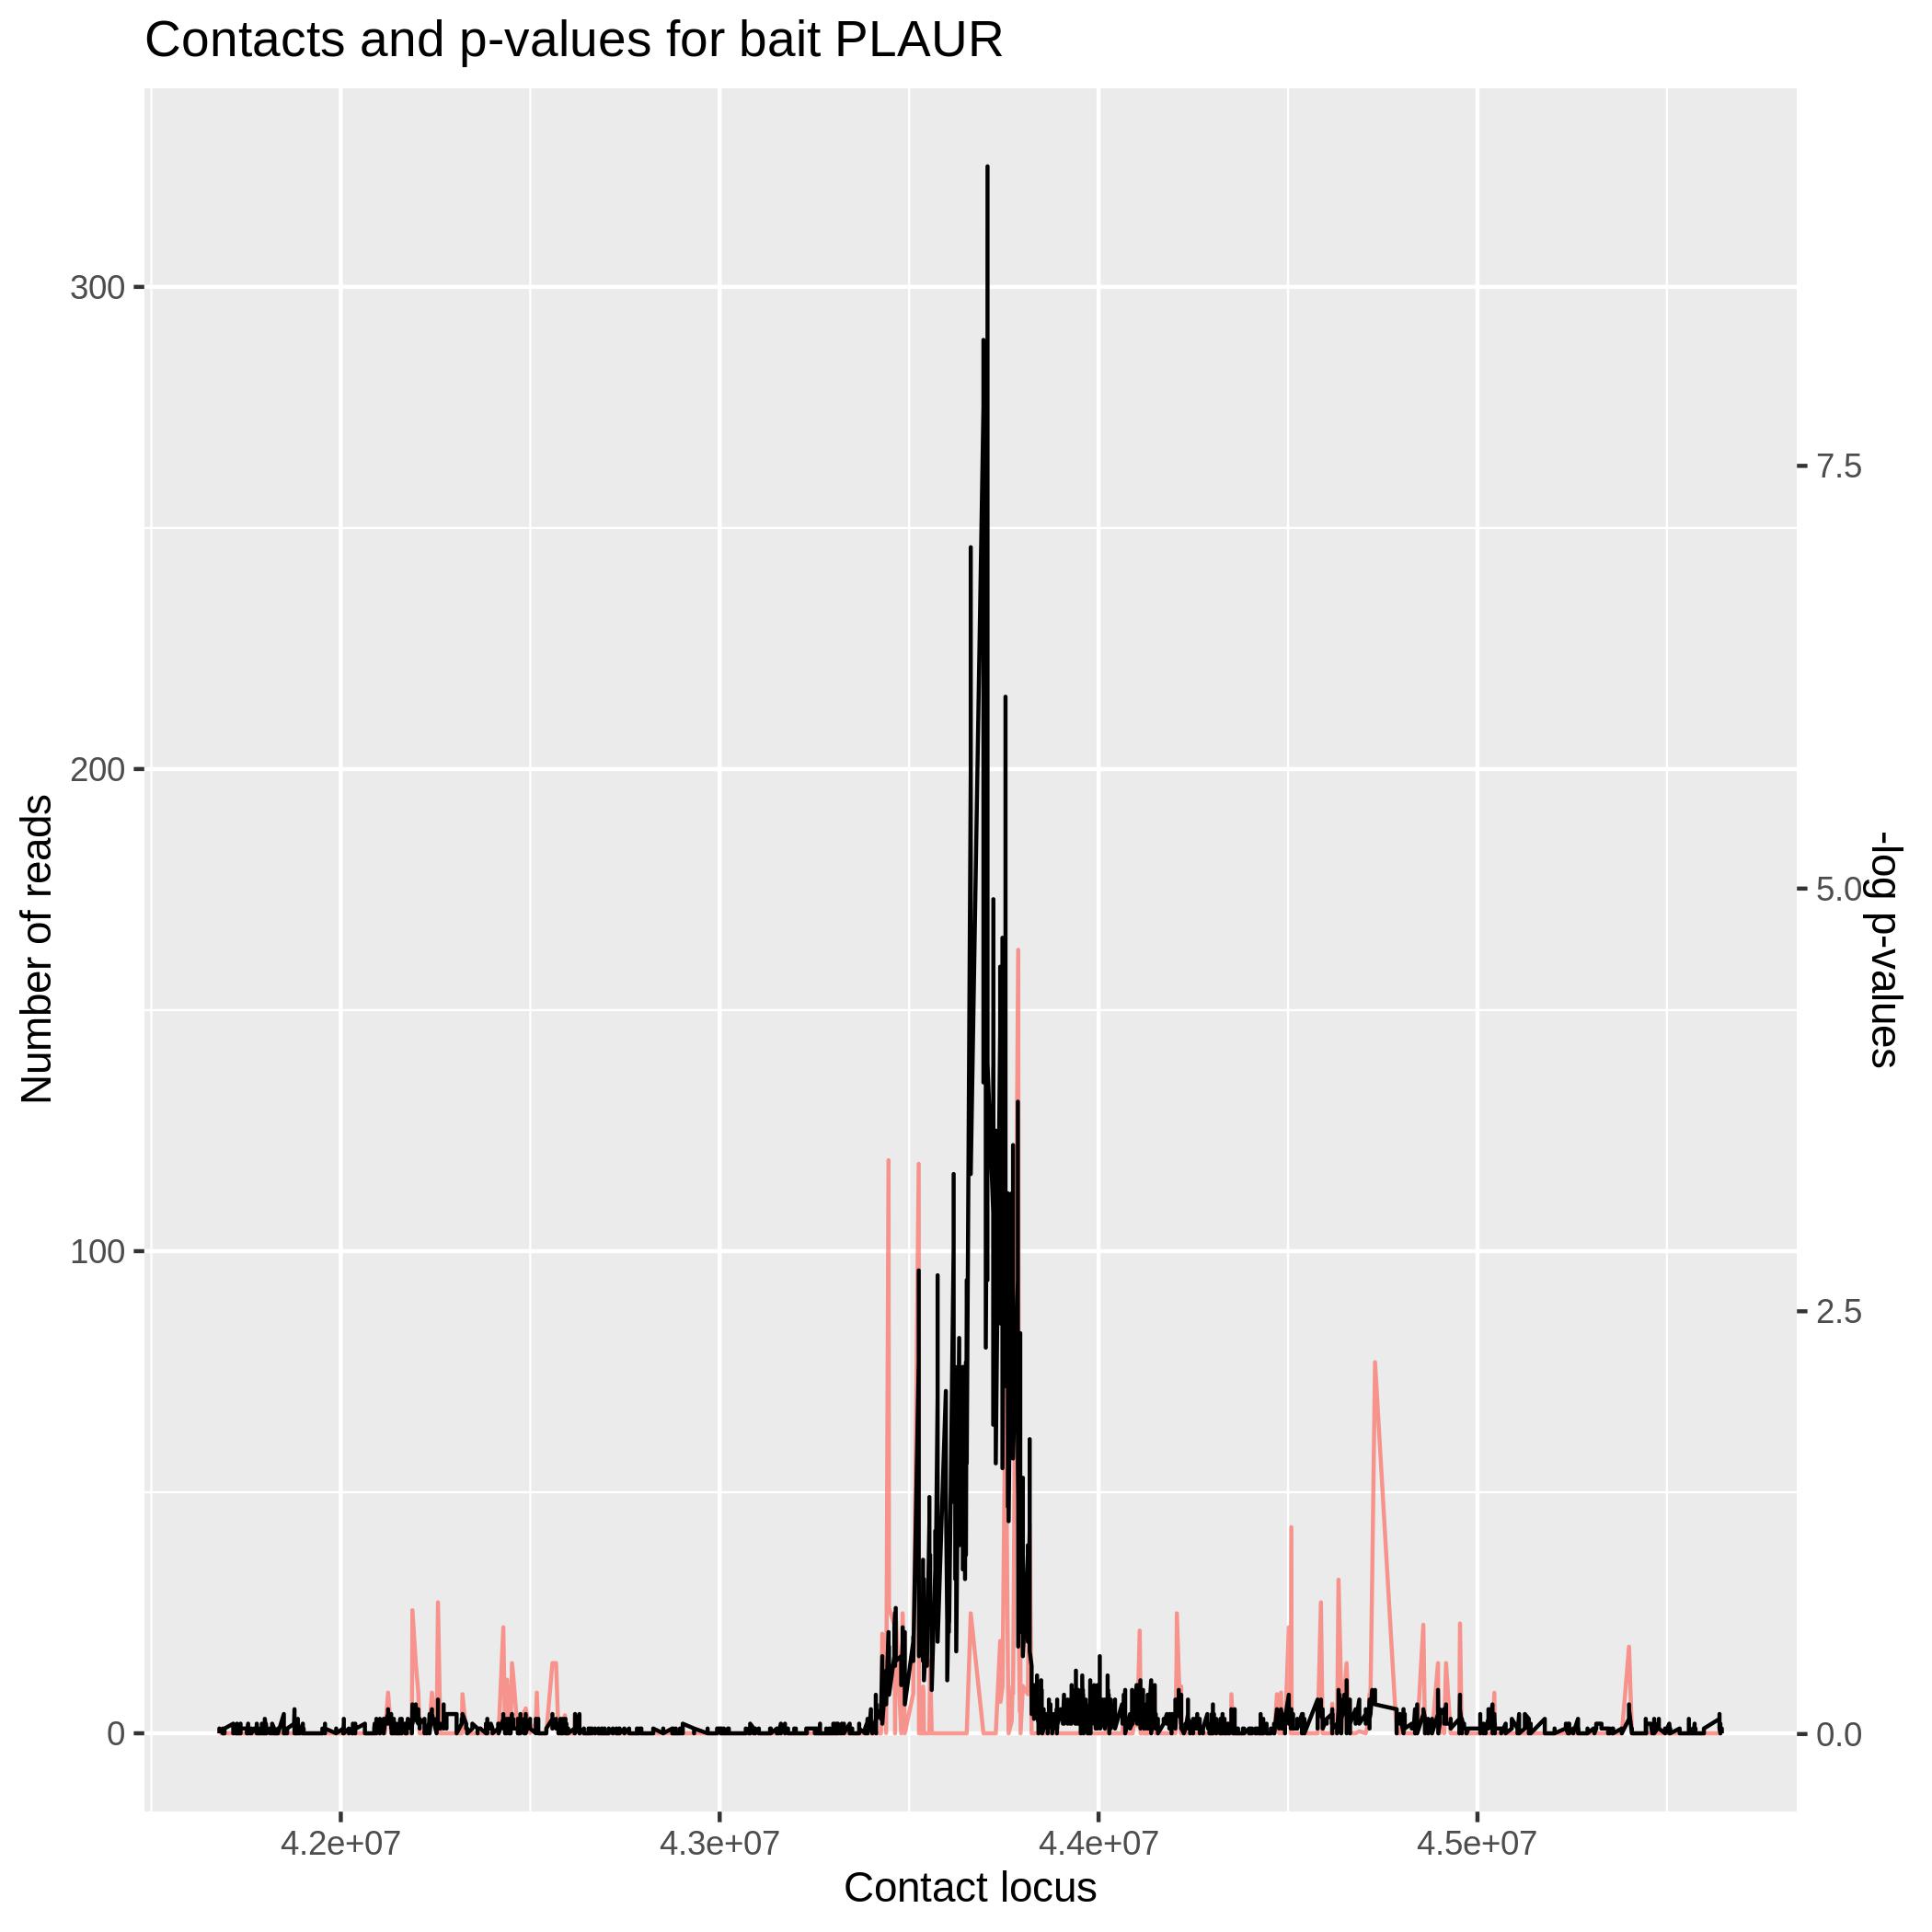 Contacts and p-values for bait PLAUR
300
200
100
0
Number of reads
7.5
5.0
2.5
0.0
-log p-values
4.2e+07
4.3e+07
4.4e+07
4.5e+07
Contact locus